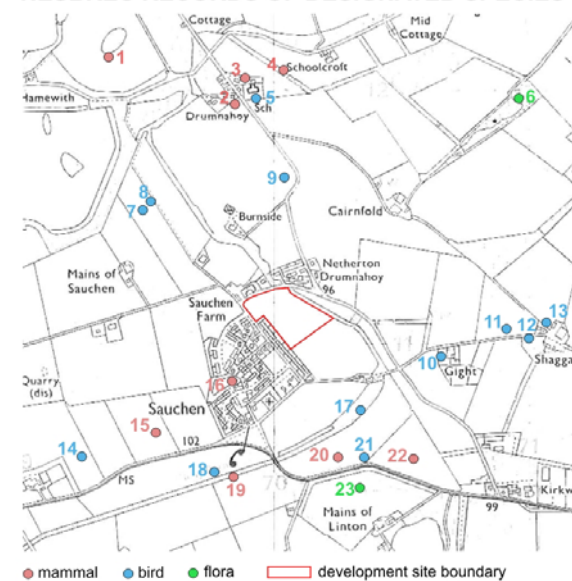 Cottage
Mid
Cottage
1
3
4
Schoolcroft
Hamewith
2
5
Sch
Drumnahoy
6
9
8
7
Burnside
Cairnfold
Mains of
Sauchen
Netherton
Drumnahoy
96
Sauchen
Farm
11
12
13
Shagga
10
Gight
Quarry
(dis)
16
Sauchen
15
17
102
14
MS
18
19
20
21
22
23
Mains of
Linton
99
Kirkw
mammal bird flora development site boundary